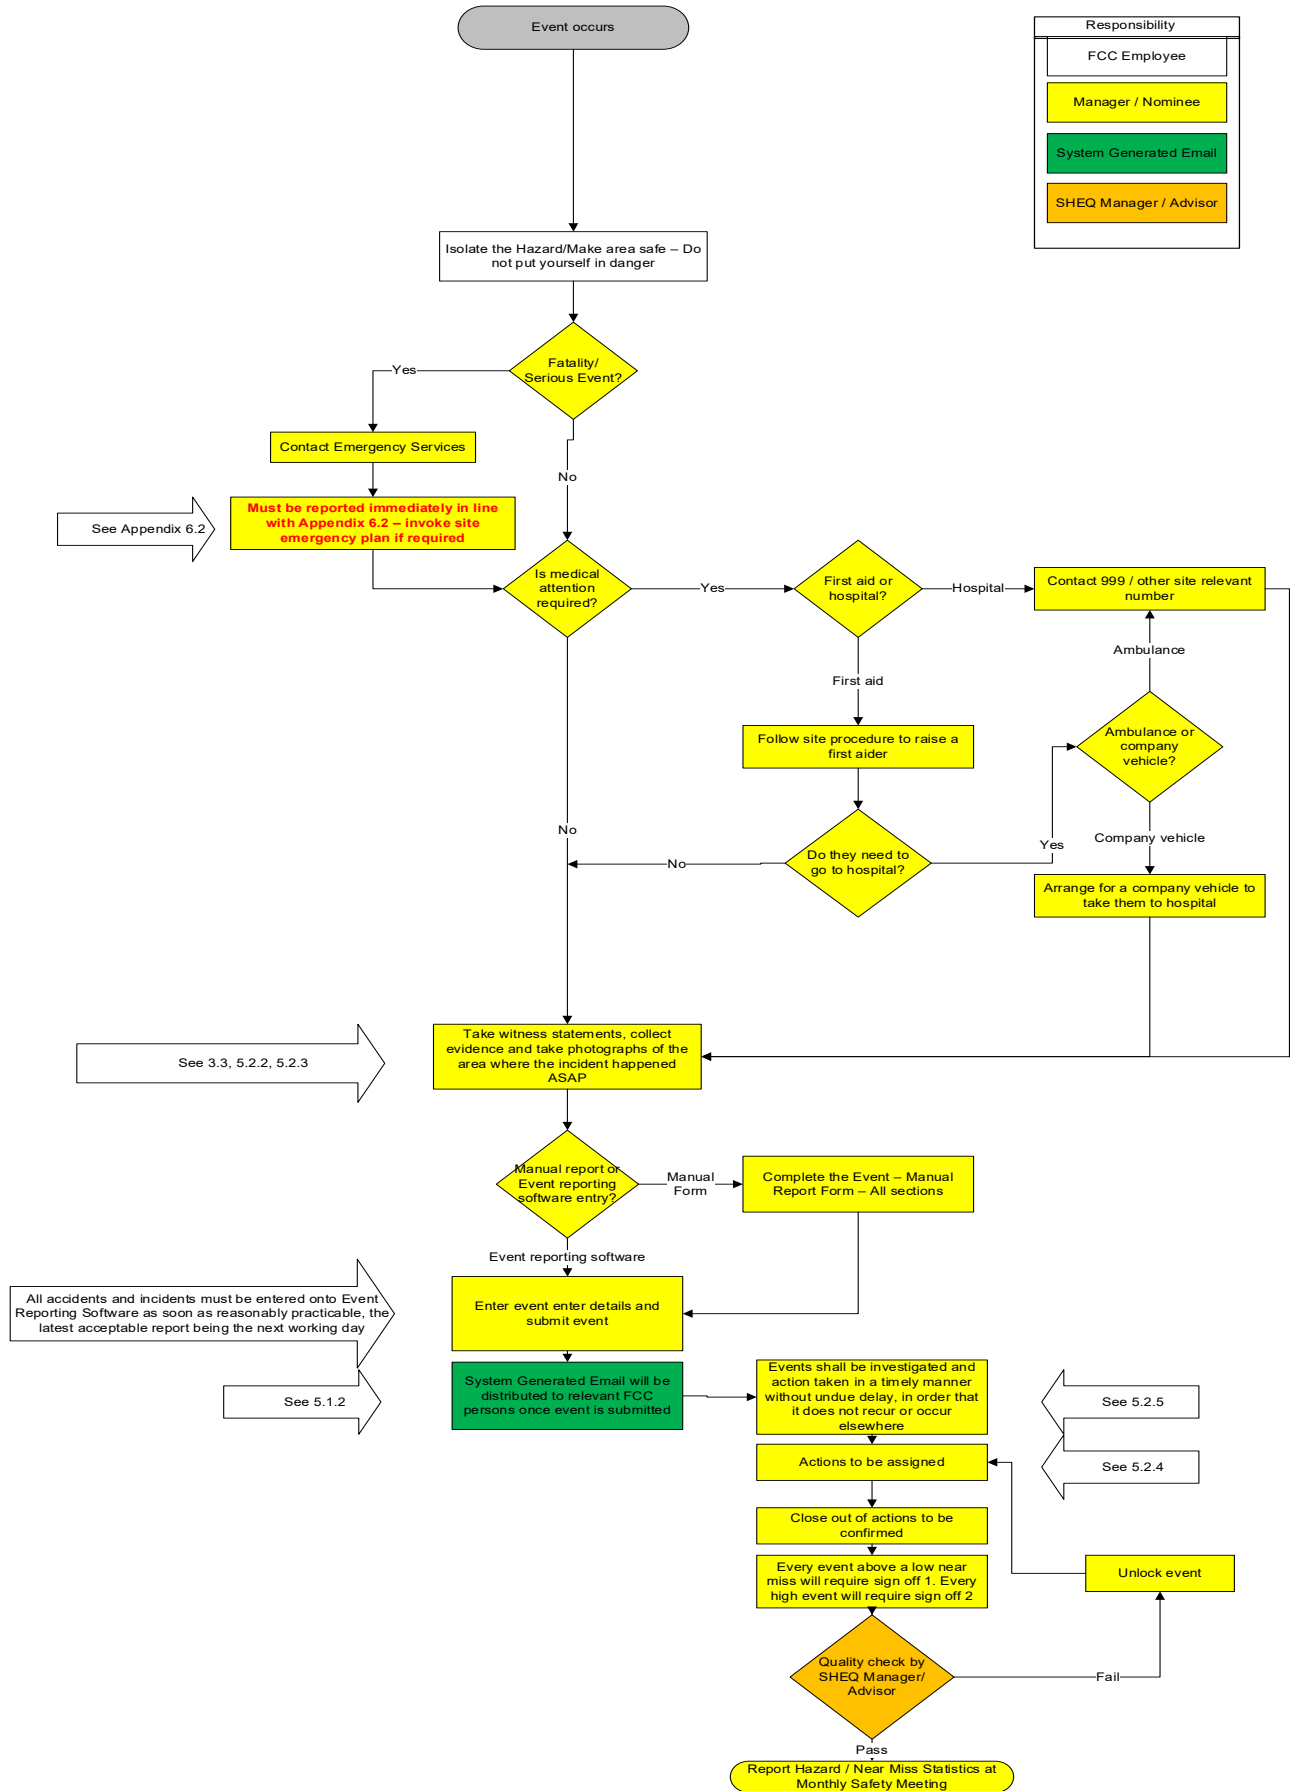 Event occurs
Responsibility
FCC Employee
Manager / Nominee
System Generated Email
SHEQ Manager / Advisor
Isolate the Hazard/Make area safe – Do
not put yourself in danger
Fatality/
Serious Event?
Yes
Contact Emergency Services
No
See Appendix 6.2
Must be reported immediately in line
with Appendix 6.2 – invoke site
emergency plan if required
Is medical
attention
required?
Yes
First aid or
hospital?
Hospital
Contact 999 / other site relevant
number
Ambulance
First aid
Follow site procedure to raise a
first aider
Ambulance or
company
vehicle?
No
Company vehicle
Yes
Do they need to
go to hospital?
No
Arrange for a company vehicle to
take them to hospital
See 3.3, 5.2.2, 5.2.3
Take witness statements, collect
evidence and take photographs of the
area where the incident happened
ASAP
Manual report or
Event reporting
software entry?
Manual
Form
Complete the Event – Manual
Report Form – All sections
Event reporting software
All accidents and incidents must be entered onto Event
Reporting Software as soon as reasonably practicable, the
latest acceptable report being the next working day
Enter event enter details and
submit event
See 5.1.2
System Generated Email will be
distributed to relevant FCC
persons once event is submitted
Events shall be investigated and
action taken in a timely manner
without undue delay, in order that
it does not recur or occur
elsewhere
See 5.2.5
Actions to be assigned
See 5.2.4
Close out of actions to be
confirmed
Every event above a low near
miss will require sign off 1. Every
high event will require sign off 2
Unlock event
Quality check by
SHEQ Manager/
Advisor
Fail
Pass
Report Hazard / Near Miss Statistics at
Monthly Safety Meeting